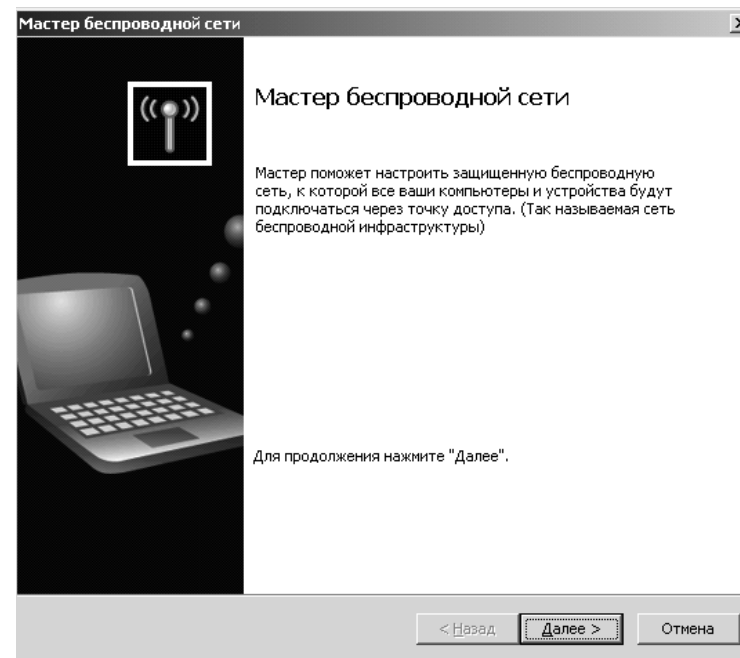 Мастер беспроводной сети
Мастер беспроводной сети
Мастер поможет настроить защищенную беспроводную
сеть, к которой все ваши компьютеры и устройства будут
подключаться через точку доступа. (Так называемая сеть
беспроводной инфраструктуры)
Для продолжения нажмите "Далее".
< Назад Далее > Отмена